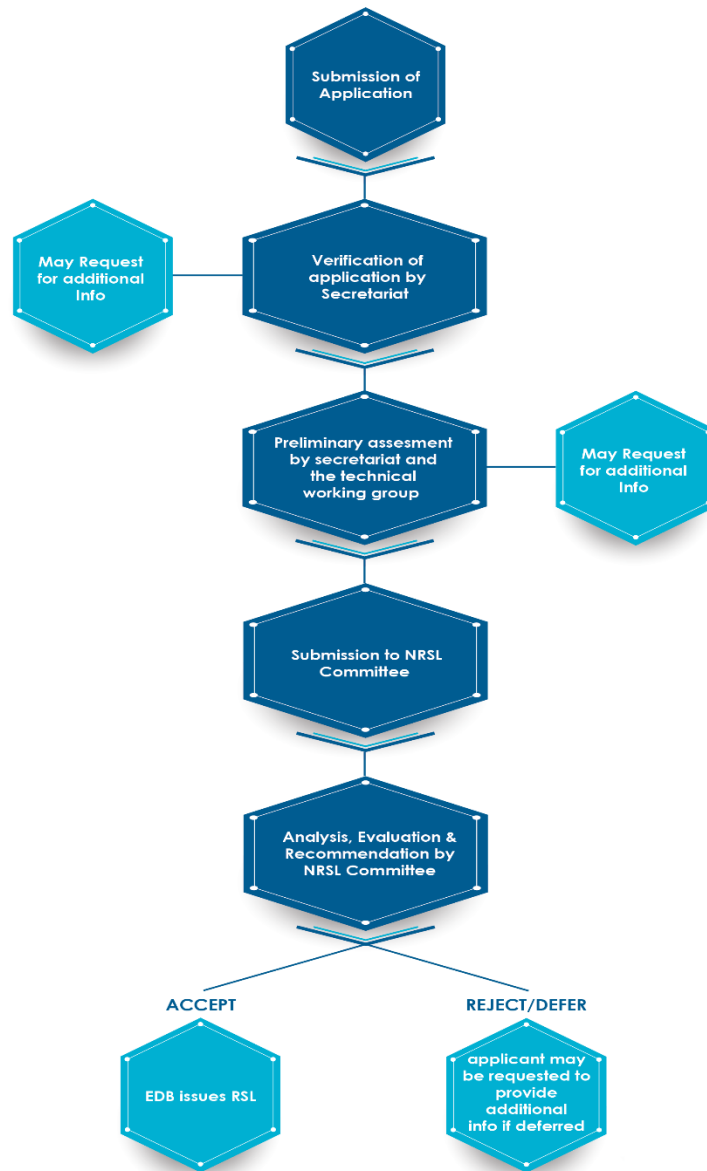 Submission of
Application
May Request
for additional
Info
Verification of
application by
Secretariat
Preliminary assesment
by secretariat and
the technical
working group
May Request
for additional
Info
Submission to NRSL
Committee
Analysis, Evaluation &
Recommendation by
NRSL Committee
ACCEPT
REJECT/DEFER
EDB issues RSL
applicant may
be requested to
provide
additional
info if deferred